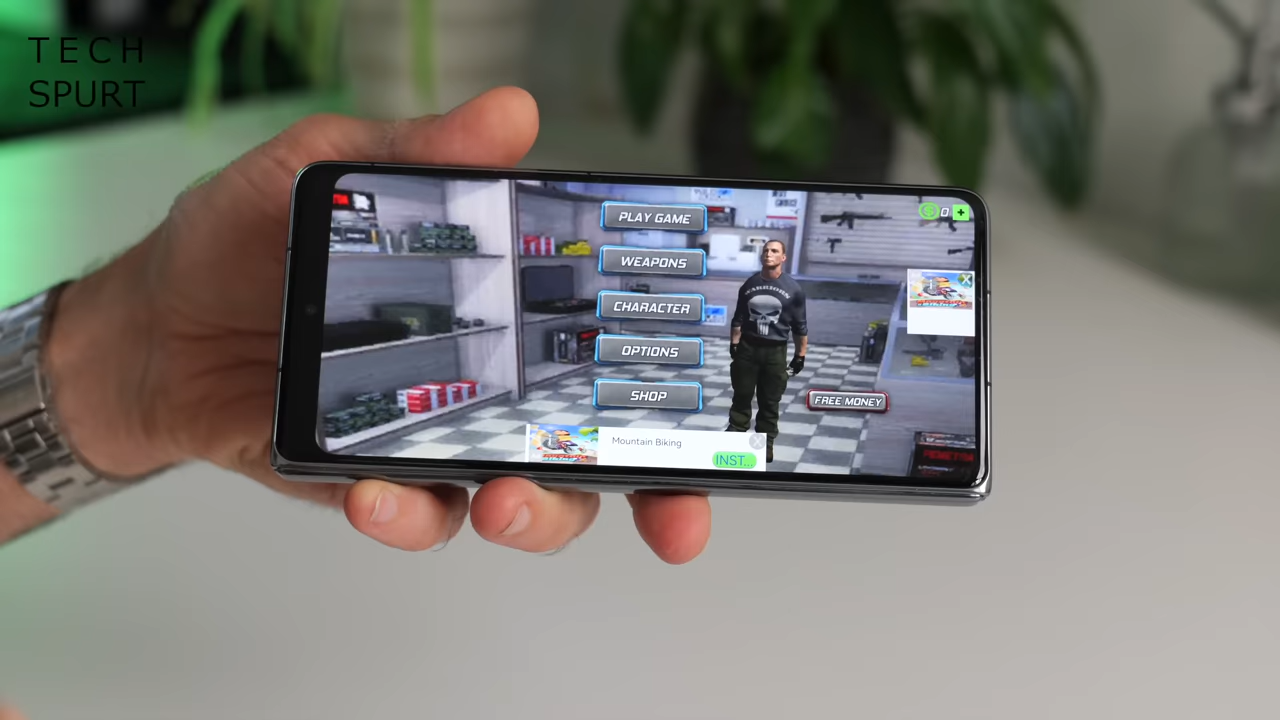 TECH
SPURT
PLAY GAME
WEAPONS
CHARACTER
OPTIONS
SHOP
0
FREE MONEY
Mountain Biking
INST...